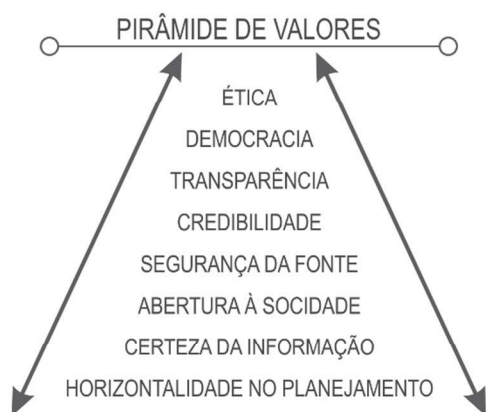 PIRÂMIDE DE VALORES
ÉTICA
DEMOCRACIA
TRANSPARÊNCIA
CREDIBILIDADE
SEGURANÇA DA FONTE
ABERTURA À SOCIDADE
CERTEZA DA INFORMAÇÃO
HORIZONTALIDADE NO PLANEJAMENTO